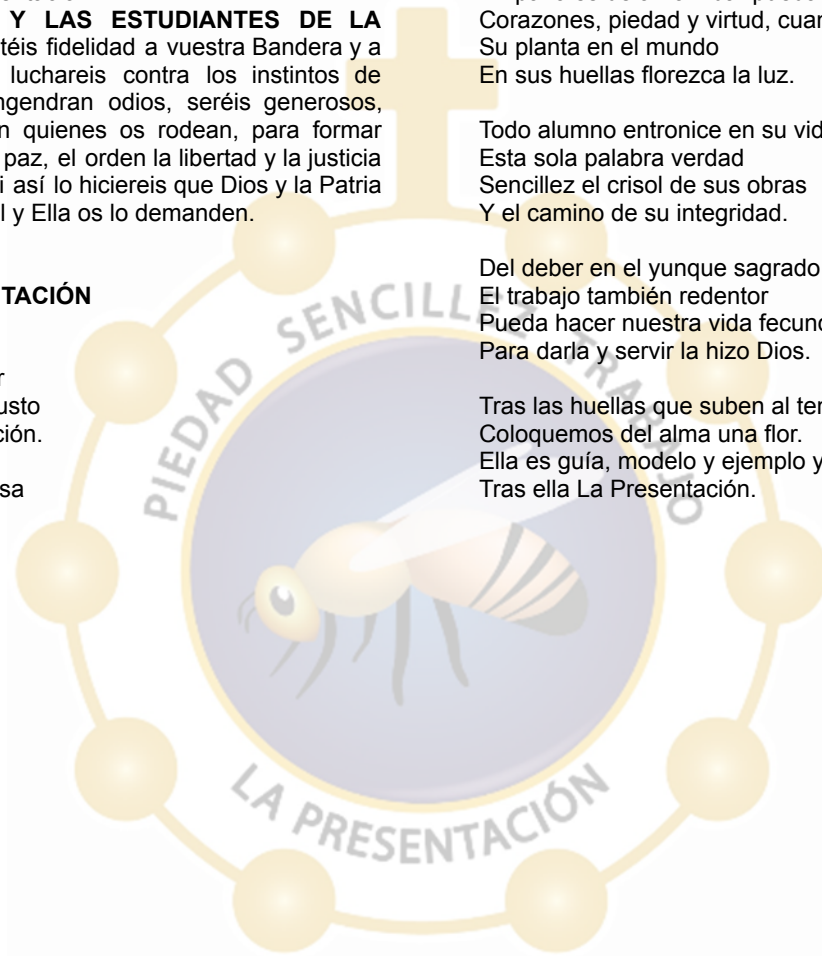 Y LAS ESTUDIANTES DE LA
téis fidelidad a vuestra Bandera y a
luchareis contra los instintos de
ngendran odios, seréis generosos,
n quienes os rodean, para formar
paz, el orden la libertad y la justicia
i así lo hiciereis que Dios y la Patria
l y Ella os lo demanden.
TACIÓN
r
usto
ción.
sa
Corazones, piedad y virtud, cuan
Su planta en el mundo
En sus huellas florezca la luz.
Todo alumno entronice en su vid
Esta sola palabra verdad
Sencillez el crisol de sus obras
Y el camino de su integridad.
Del deber en el yunque sagrado
El trabajo también redentor
Pueda hacer nuestra vida fecund
Para darla y servir la hizo Dios.
Tras las huellas que suben al ter
Coloquemos del alma una flor.
Ella es guía, modelo y ejemplo y
Tras ella La Presentación.
PIEDAD SENCILLEZ TRABAJO
LA PRESENTACIÓN